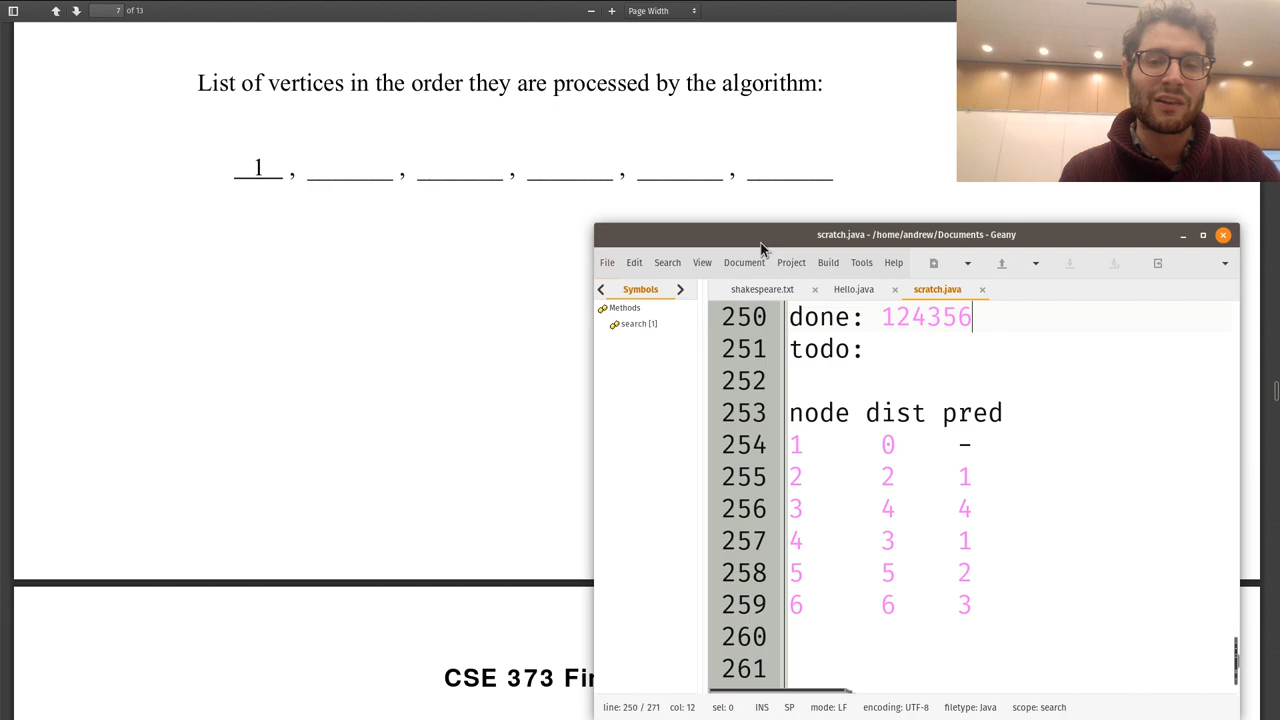 7 of 13
Page Width
List of vertices in the order they are processed by the algorithm:
1 , _______ , _______ , _______ , _______ , _______
scratch.java - /home/andrew/Documents - Geany
File Edit Search View Document Project Build Tools Help
Symbols
shakespeare.txt Hello.java scratch.java
Methods
search [1]
250 done: 124356
251 todo:
252
253 node dist pred
254 1 0 -
255 2 2 1
256 3 4 4
257 4 3 1
258 5 5 2
259 6 6 3
260
261
CSE 373 Fi
line: 250 / 271 col: 12 sel: 0 INS SP mode: LF encoding: UTF-8 filetype: Java scope: search